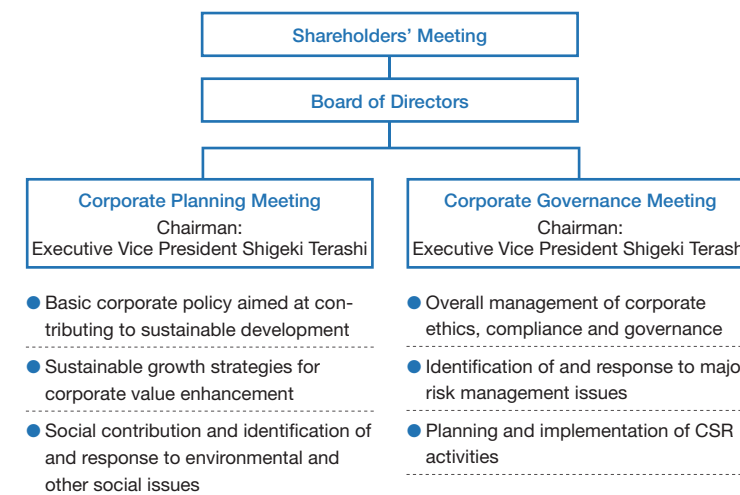 Shareholders’ Meeting
Board of Directors
Corporate Planning Meeting
Chairman:
Executive Vice President Shigeki Terashi
● Basic corporate policy aimed at con-
tributing to sustainable development
● Sustainable growth strategies for
corporate value enhancement
● Social contribution and identification of
and response to environmental and
other social issues
Corporate Governance Meeting
Chairman:
Executive Vice President Shigeki Terash
● Overall management of corporate
ethics, compliance and governance
● Identification of and response to majo
risk management issues
● Planning and implementation of CSR
activities